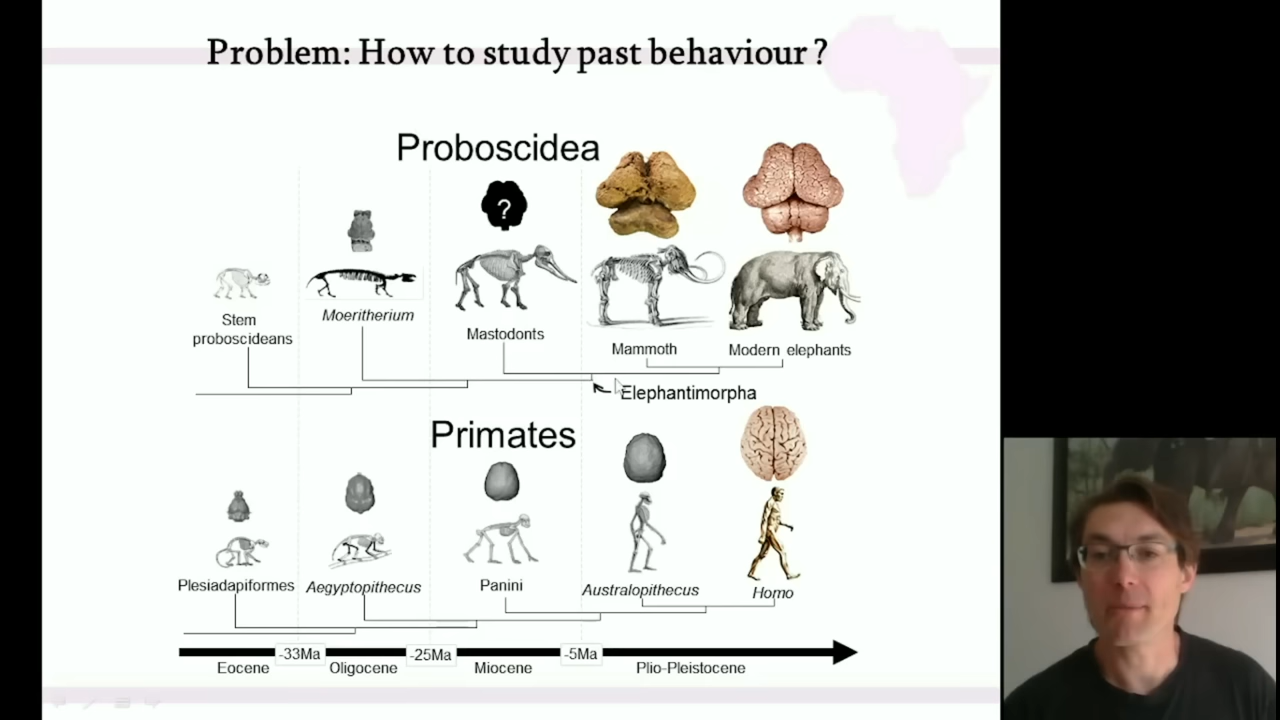 Problem: How to study past behaviour ?
Proboscidea
?
Stem
proboscideans
Moeritherium
Mastodonts
Mammoth
Modern elephants
Elephantimorpha
Primates
Plesiadapiformes
Aegyptopithecus
Panini
Australopithecus
Homo
-33Ma
-25Ma
-5Ma
Eocene
Oligocene
Miocene
Plio-Pleistocene